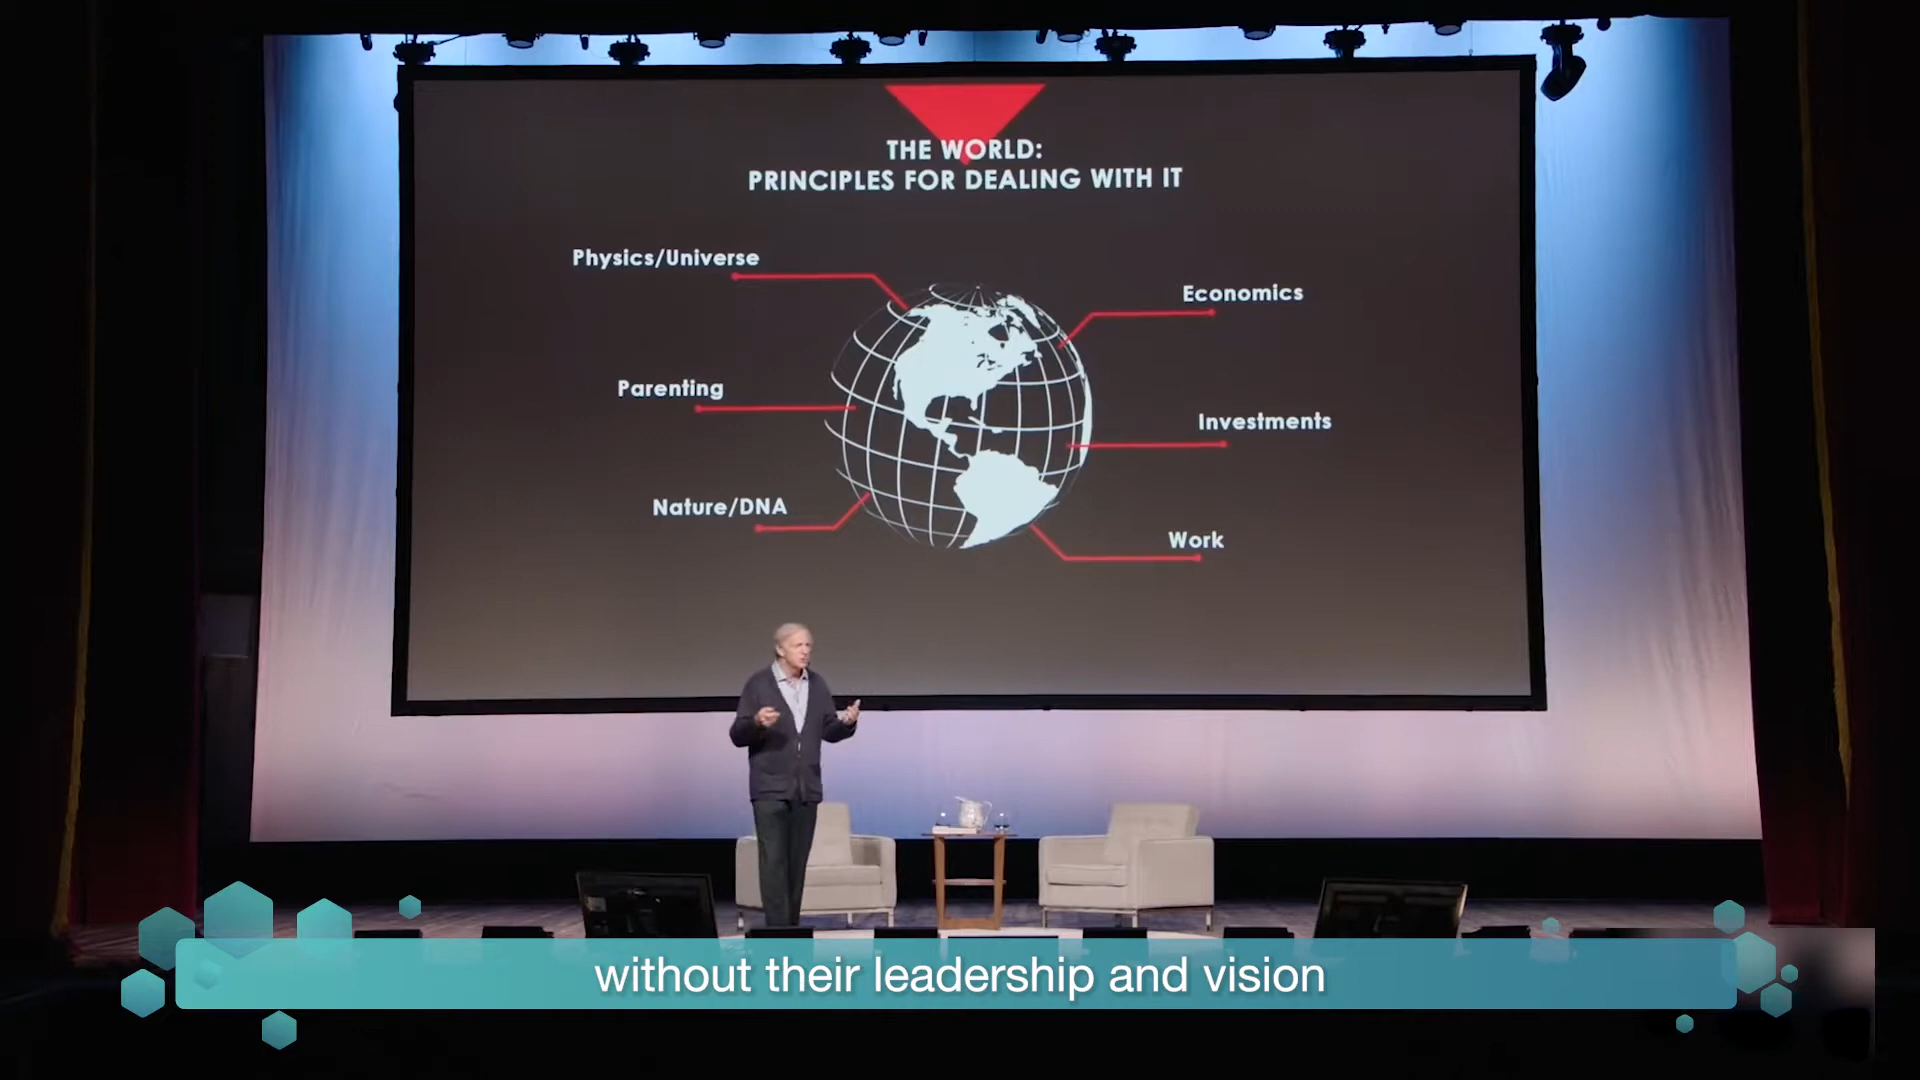 THE WORLD:
PRINCIPLES FOR DEALING WITH IT
Physics/Universe
Economics
Parenting
Investments
Nature/DNA
Work
without their leadership and vision